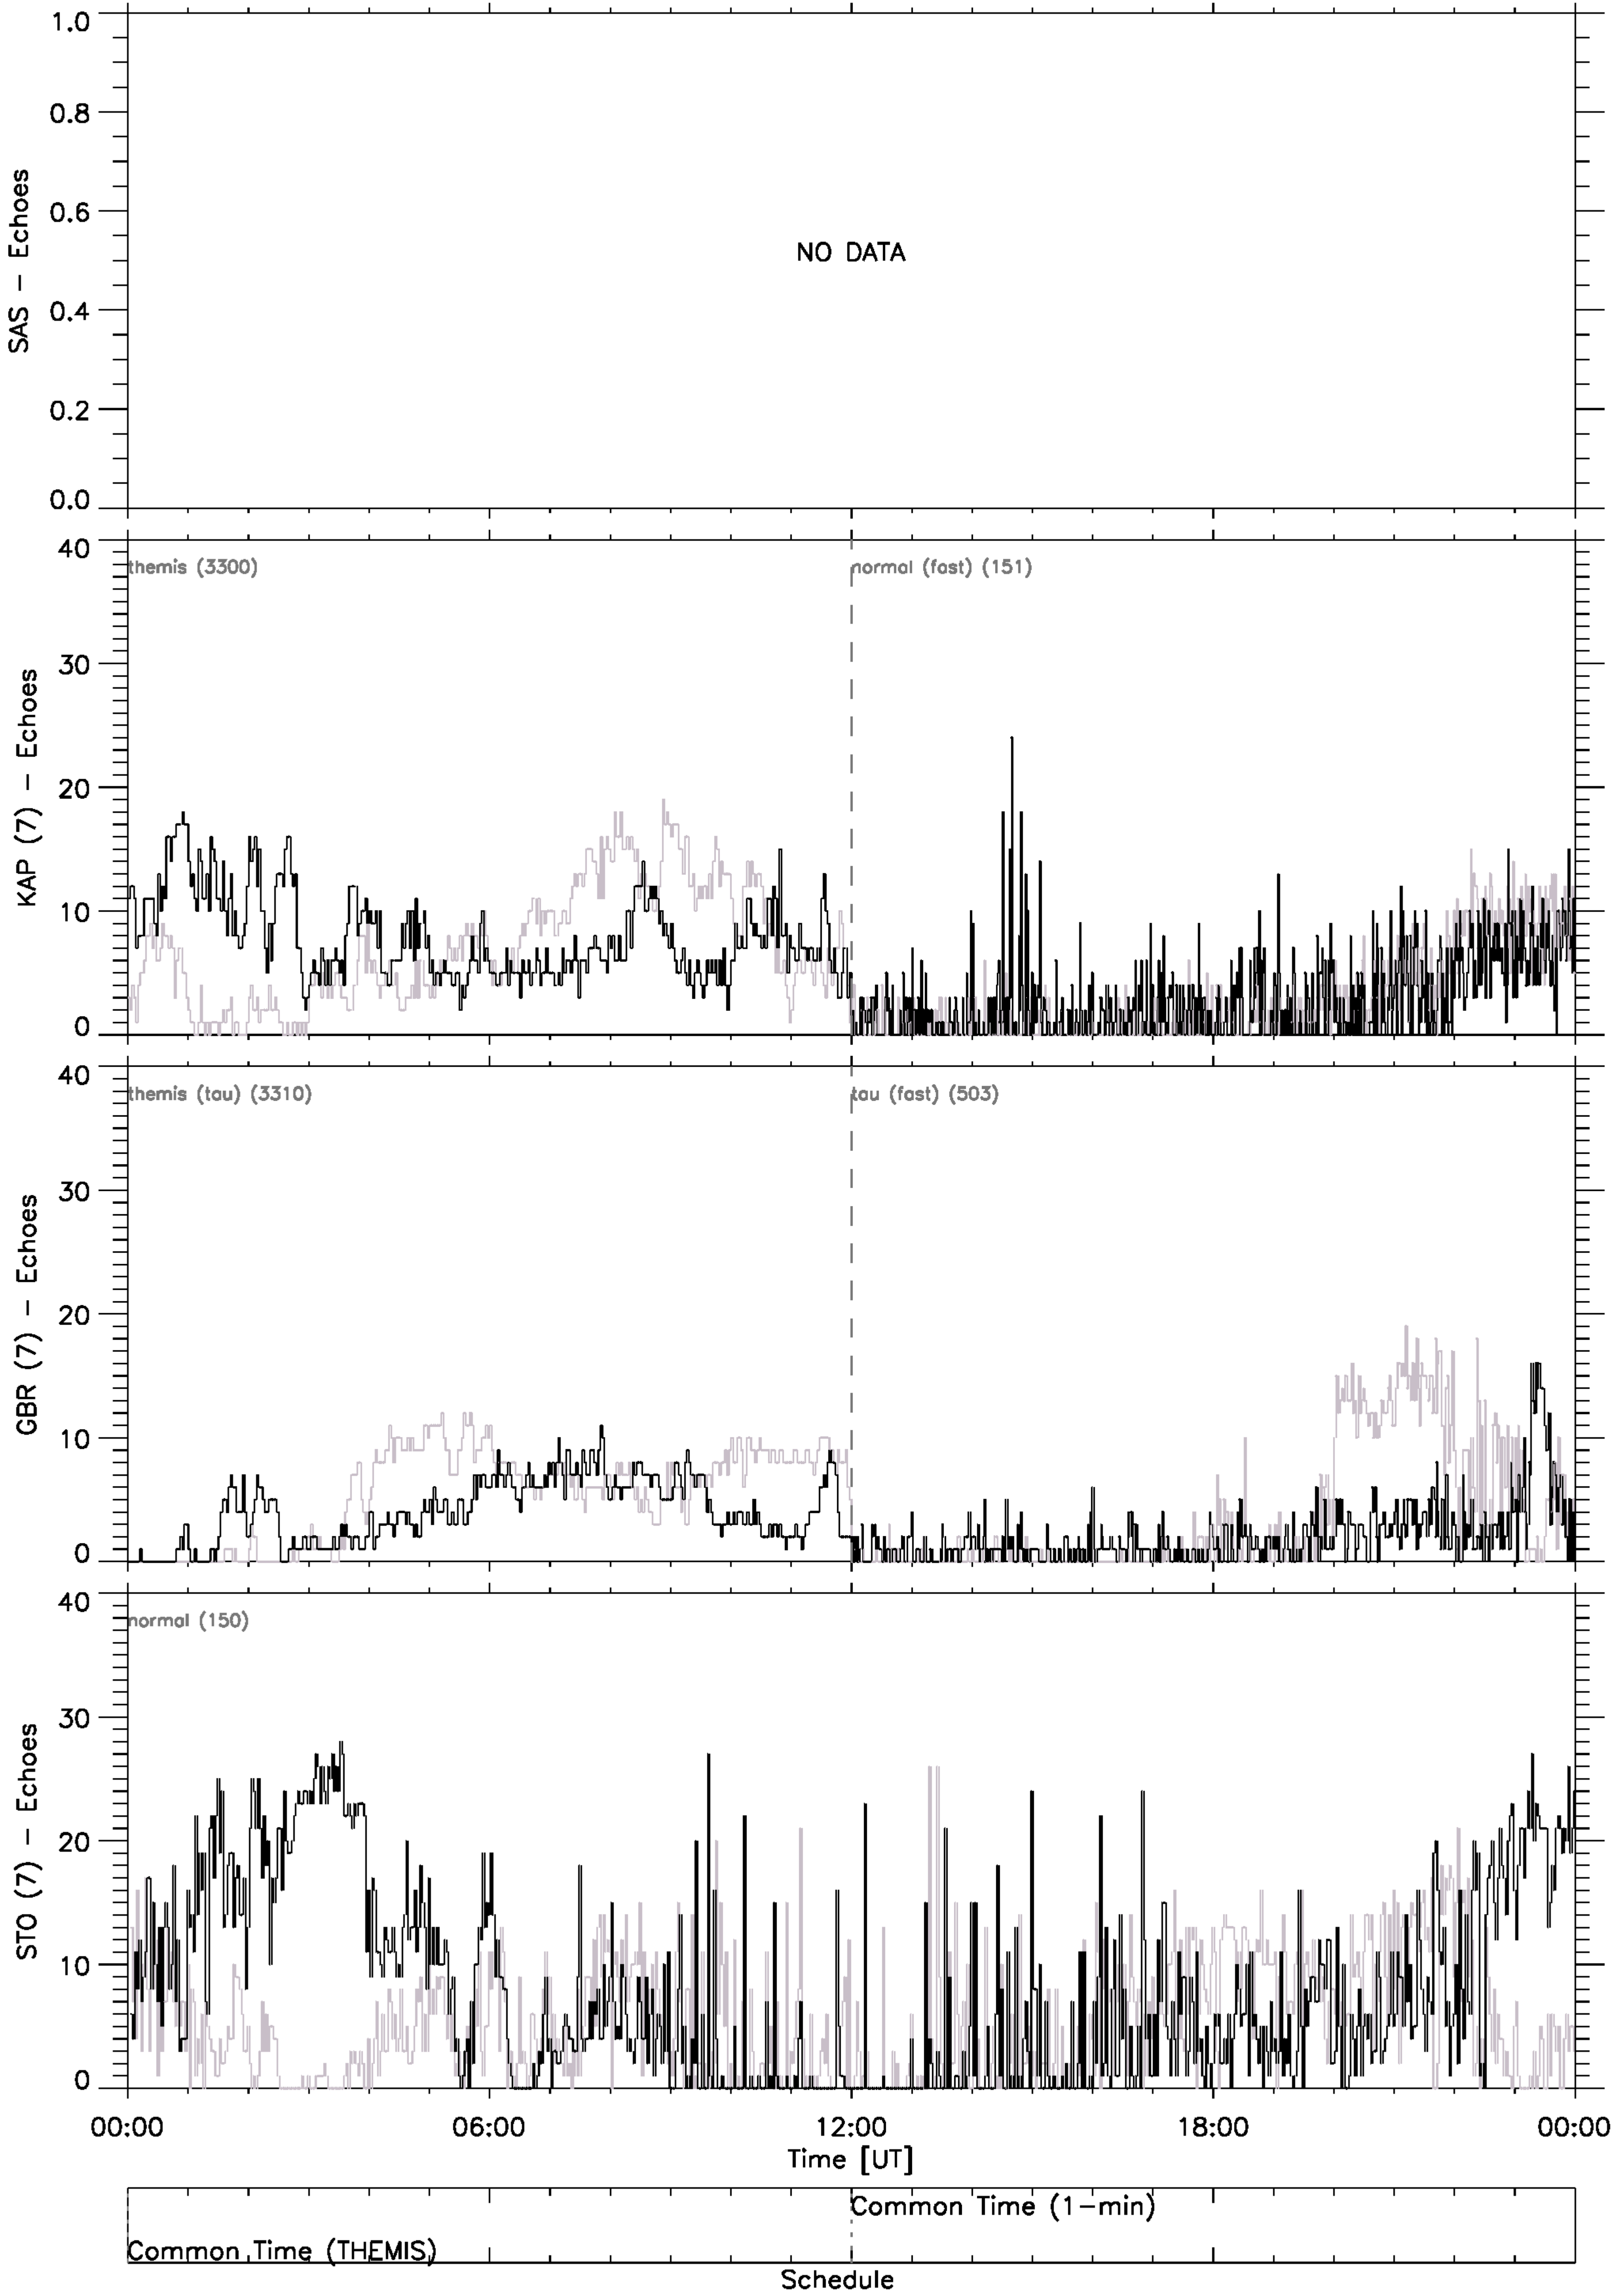 SAS - Echoes
1.0
0.8
0.6
0.4
0.2
0.0
NO DATA
KAP (7) - Echoes
40
30
20
10
0
themis (3300)
normal (fast) (151)
GBR (7) - Echoes
40
30
20
10
0
themis (tau) (3310)
tau (fast) (503)
STO (7) - Echoes
40
30
20
10
0
normal (150)
00:00 06:00 12:00 18:00 00:00
Time [UT]
Common Time (1-min)
Common Time (THEMIS)
Schedule